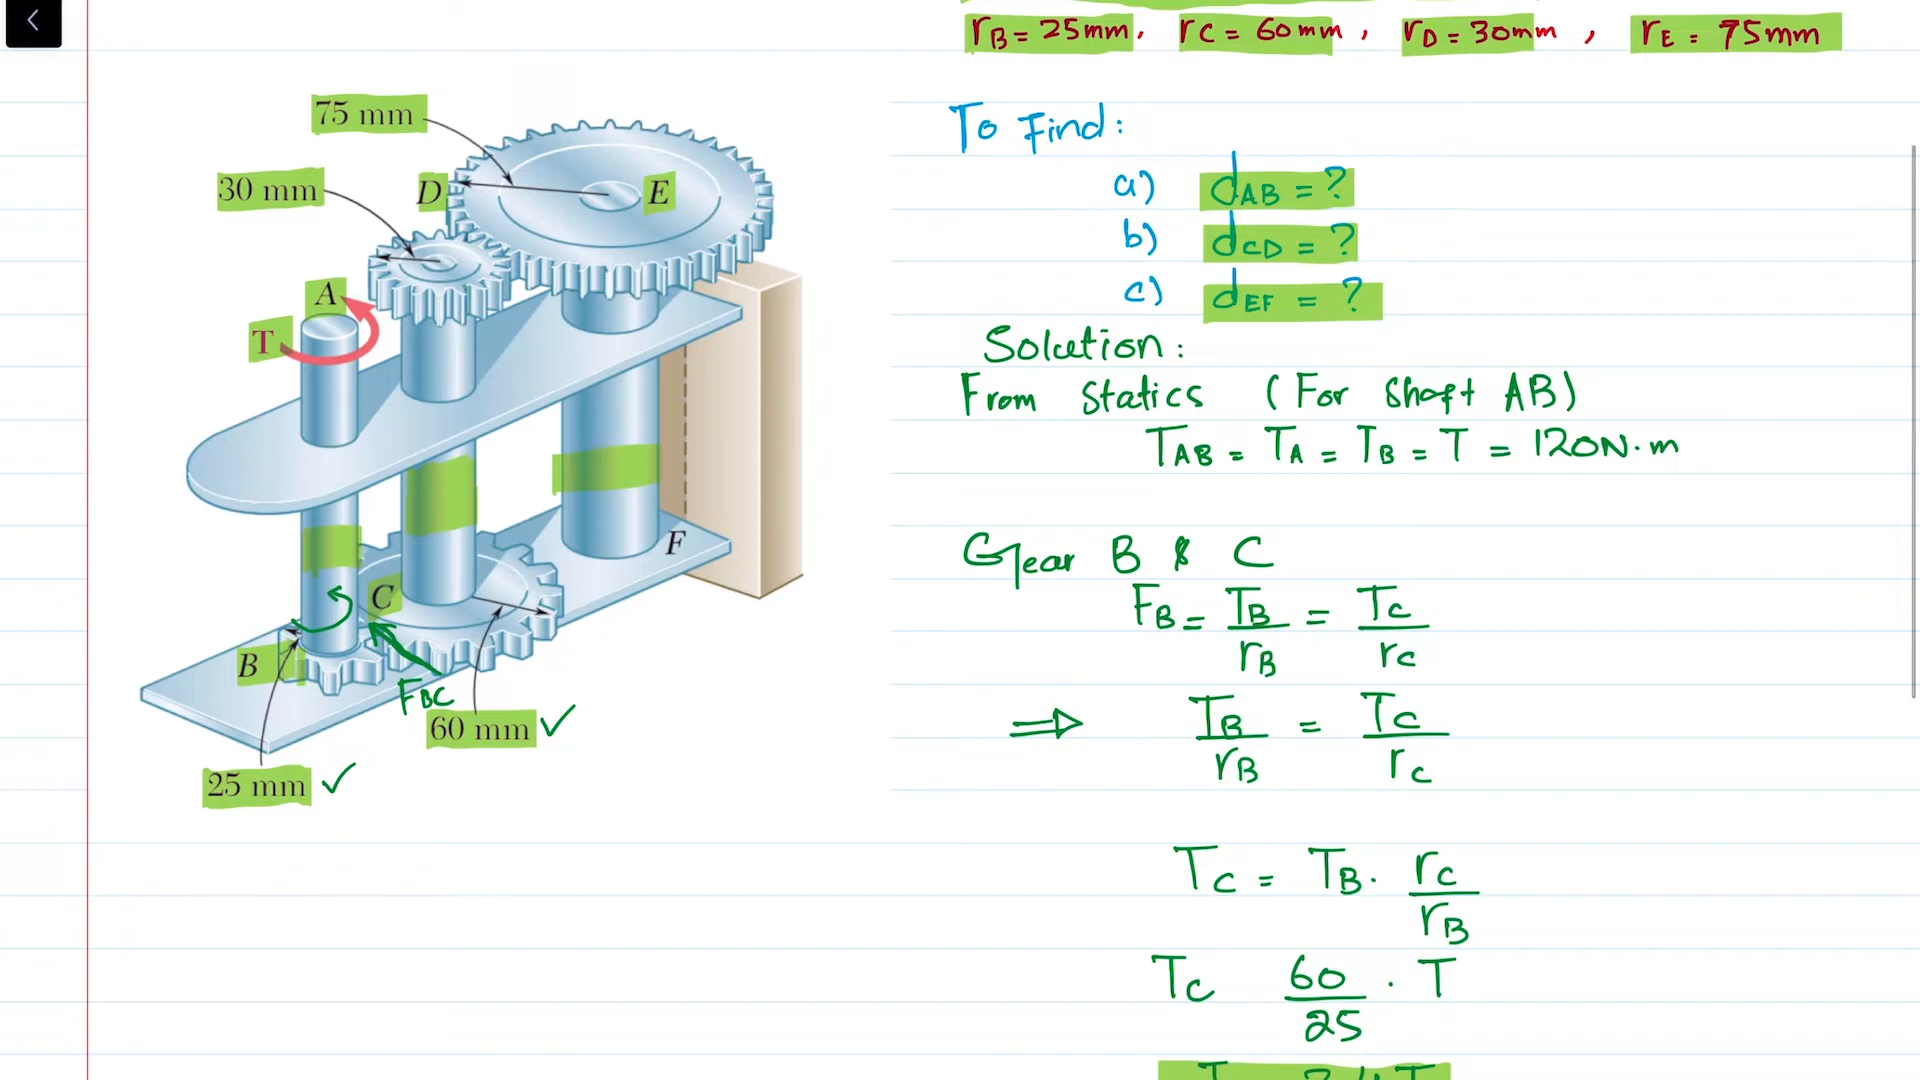 rB = 25mm, rC = 60mm, rD = 30mm, rE = 75mm
75 mm
30 mm
D
E
A
T
C
F
B
FBC
60 mm ✓
25 mm ✓
To Find:
a) dAB = ?
b) dCD = ?
c) dEF = ?
Solution:
From Statics (For Shaft AB)
TAB = TA = TB = T = 120N·m
Gear B & C
FB = TB/rB = TC/rC
⇒ TB/rB = TC/rC
TC = TB · rC/rB
TC 60/25 · T